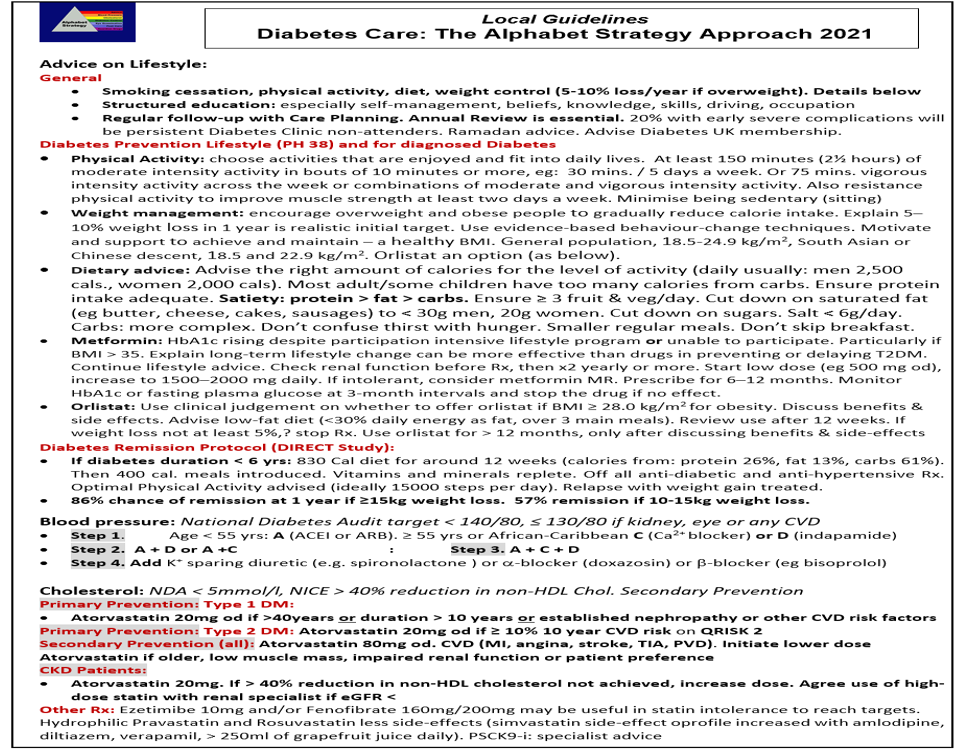 Alphabet
Strategy
Local Guidelines
Diabetes Care: The Alphabet Strategy Approach 2021
Advice on Lifestyle:
General
• Smoking cessation, physical activity, diet, weight control (5-10% loss/year if overweight). Details below
• Structured education: especially self-management, beliefs, knowledge, skills, driving, occupation
• Regular follow-up with Care Planning. Annual Review is essential. 20% with early severe complications will
be persistent Diabetes Clinic non-attenders. Ramadan advice. Advise Diabetes UK membership.
Diabetes Prevention Lifestyle (PH 38) and for diagnosed Diabetes
• Physical Activity: choose activities that are enjoyed and fit into daily lives. At least 150 minutes (2½ hours) of
moderate intensity activity in bouts of 10 minutes or more, eg: 30 mins. / 5 days a week. Or 75 mins. vigorous
intensity activity across the week or combinations of moderate and vigorous intensity activity. Also resistance
physical activity to improve muscle strength at least two days a week. Minimise being sedentary (sitting)
• Weight management: encourage overweight and obese people to gradually reduce calorie intake. Explain 5–
10% weight loss in 1 year is realistic initial target. Use evidence-based behaviour-change techniques. Motivate
and support to achieve and maintain – a healthy BMI. General population, 18.5-24.9 kg/m², South Asian or
Chinese descent, 18.5 and 22.9 kg/m². Orlistat an option (as below).
• Dietary advice: Advise the right amount of calories for the level of activity (daily usually: men 2,500
cals., women 2,000 cals). Most adult/some children have too many calories from carbs. Ensure protein
intake adequate. Satiety: protein > fat > carbs. Ensure ≥ 3 fruit & veg/day. Cut down on saturated fat
(eg butter, cheese, cakes, sausages) to < 30g men, 20g women. Cut down on sugars. Salt < 6g/day.
Carbs: more complex. Don't confuse thirst with hunger. Smaller regular meals. Don't skip breakfast.
• Metformin: HbA1c rising despite participation intensive lifestyle program or unable to participate. Particularly if
BMI > 35. Explain long-term lifestyle change can be more effective than drugs in preventing or delaying T2DM.
Continue lifestyle advice. Check renal function before Rx, then x2 yearly or more. Start low dose (eg 500 mg od),
increase to 1500–2000 mg daily. If intolerant, consider metformin MR. Prescribe for 6–12 months. Monitor
HbA1c or fasting plasma glucose at 3-month intervals and stop the drug if no effect.
• Orlistat: Use clinical judgement on whether to offer orlistat if BMI ≥ 28.0 kg/m² for obesity. Discuss benefits &
side effects. Advise low-fat diet (<30% daily energy as fat, over 3 main meals). Review use after 12 weeks. If
weight loss not at least 5%,? stop Rx. Use orlistat for > 12 months, only after discussing benefits & side-effects
Diabetes Remission Protocol (DIRECT Study):
• If diabetes duration < 6 yrs: 830 Cal diet for around 12 weeks (calories from: protein 26%, fat 13%, carbs 61%).
Then 400 cal. meals introduced. Vitamins and minerals replete. Off all anti-diabetic and anti-hypertensive Rx.
Optimal Physical Activity advised (ideally 15000 steps per day). Relapse with weight gain treated.
• 86% chance of remission at 1 year if ≥15kg weight loss. 57% remission if 10-15kg weight loss.
Blood pressure: National Diabetes Audit target < 140/80, ≤ 130/80 if kidney, eye or any CVD
• Step 1. Age < 55 yrs: A (ACEI or ARB). ≥ 55 yrs or African-Caribbean C (Ca²⁺ blocker) or D (indapamide)
• Step 2. A + D or A +C : Step 3. A + C + D
• Step 4. Add K⁺ sparing diuretic (e.g. spironolactone ) or α-blocker (doxazosin) or β-blocker (eg bisoprolol)
Cholesterol: NDA < 5mmol/l, NICE > 40% reduction in non-HDL Chol. Secondary Prevention
Primary Prevention: Type 1 DM:
• Atorvastatin 20mg od if >40years or duration > 10 years or established nephropathy or other CVD risk factors
Primary Prevention: Type 2 DM: Atorvastatin 20mg od if ≥ 10% 10 year CVD risk on QRISK 2
Secondary Prevention (all): Atorvastatin 80mg od. CVD (MI, angina, stroke, TIA, PVD). Initiate lower dose
Atorvastatin if older, low muscle mass, impaired renal function or patient preference
CKD Patients:
• Atorvastatin 20mg. If > 40% reduction in non-HDL cholesterol not achieved, increase dose. Agree use of high-
dose statin with renal specialist if eGFR <
Other Rx: Ezetimibe 10mg and/or Fenofibrate 160mg/200mg may be useful in statin intolerance to reach targets.
Hydrophilic Pravastatin and Rosuvastatin less side-effects (simvastatin side-effect oprofile increased with amlodipine,
diltiazem, verapamil, > 250ml of grapefruit juice daily). PSCK9-i: specialist advice